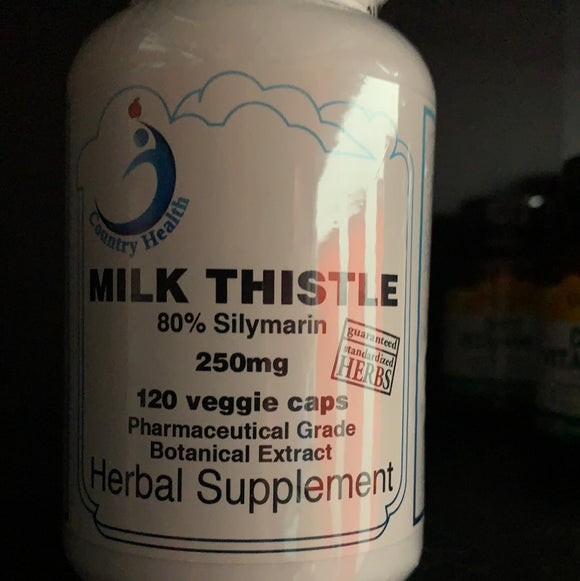 Country Health
MILK THISTLE
80% Silymarin
250mg
guaranteed
standardized
HERBS
120 veggie caps
Pharmaceutical Grade
Botanical Extract
Herbal Supplement